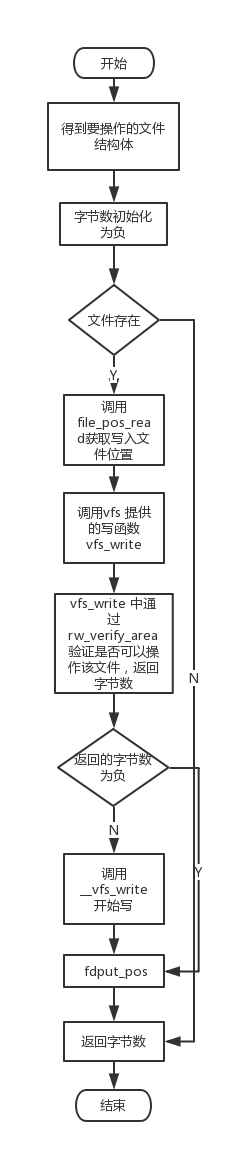 开始
得到要操作的文件
结构体
字节数初始化
为负
文件存在
Y
调用
file_pos_rea
d获取写入文
件位置
调用vfs 提供
的写函数
vfs_write
vfs_write 中通
过
rw_verify_area
验证是否可以操
作该文件，返回
字节数
N
返回的字节数
为负
N
Y
调用
__vfs_write
开始写
fdput_pos
返回字节数
结束